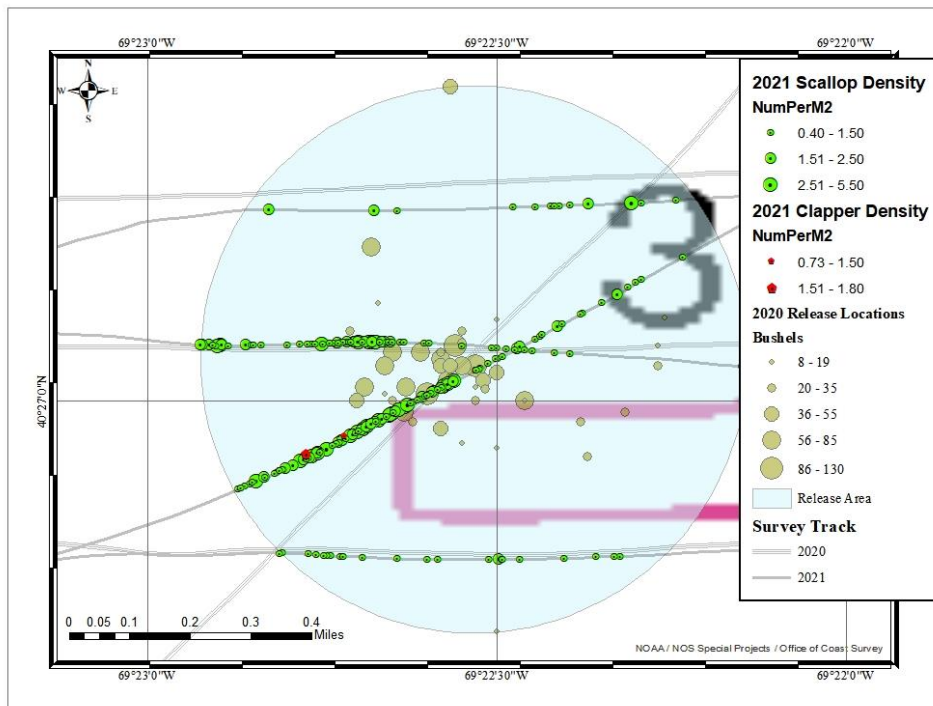 69°23'0"W 69°22'30"W 69°22'0"W
N
W E
S
3
40°27'0"N
2021 Scallop Density
NumPerM2
0.40 - 1.50
1.51 - 2.50
2.51 - 5.50
2021 Clapper Density
NumPerM2
0.73 - 1.50
1.51 - 1.80
2020 Release Locations
Bushels
8 - 19
20 - 35
36 - 55
56 - 85
86 - 130
Release Area
Survey Track
2020
2021
0 0.05 0.1 0.2 0.3 0.4
Miles
NOAA / NOS Special Projects / Office of Coast Survey
69°23'0"W 69°22'30"W 69°22'0"W